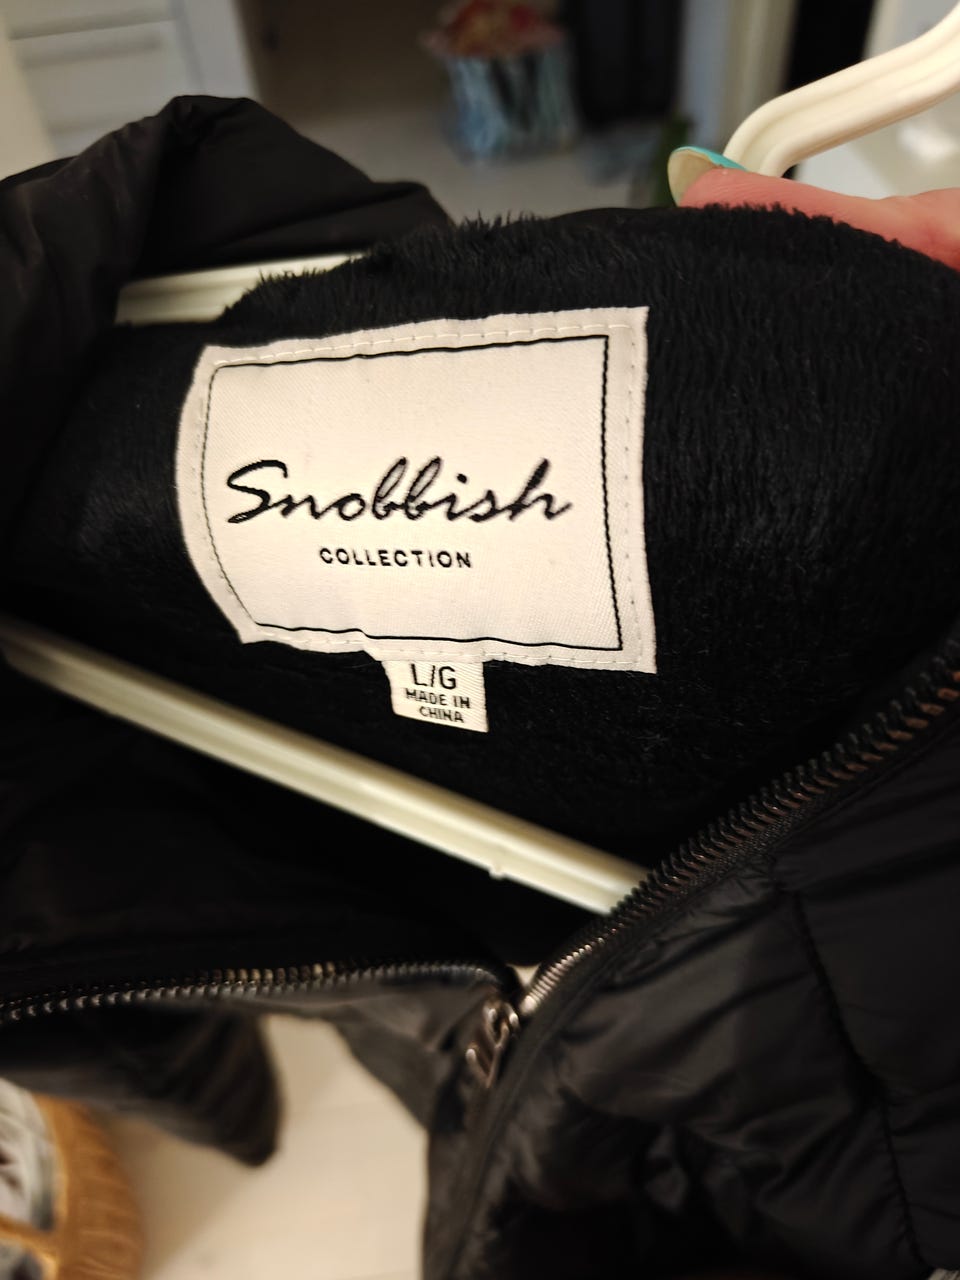 Snobbish
COLLECTION
L/G
MADE IN
CHINA